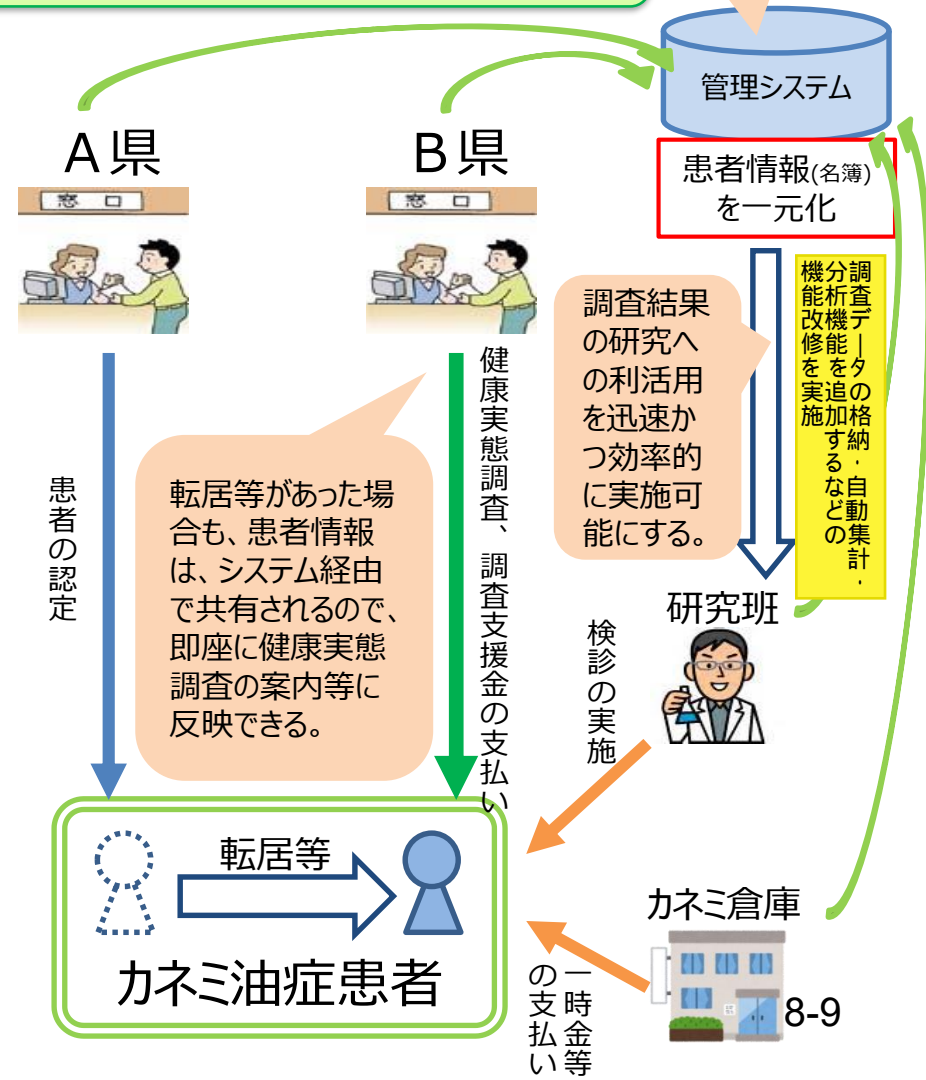 管理システム
患者情報(名簿)
を一元化
A県
B県
窓 口
窓 口
調査データの格納・自動集計・
分析機能を追加するなどの
機能改修を実施
調査結果
の研究へ
の利活用
を迅速か
つ効率的
に実施可
能にする。
健康実態調査、調査支援金の支払い
患者の認定
転居等があった場
合も、患者情報
は、システム経由
で共有されるので、
即座に健康実態
調査の案内等に
反映できる。
研究班
検診の実施
転居等
カネミ油症患者
カネミ倉庫
一時金等
の支払い
8-9